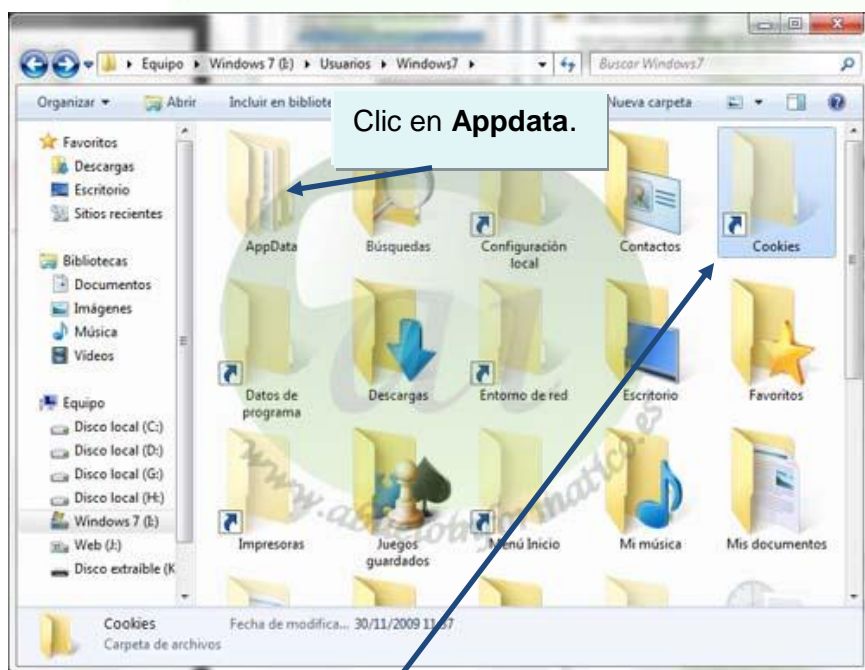 Equipo ▸ Windows 7 (I:) ▸ Usuarios ▸ Windows7 ▸
Buscar Windows7
Organizar
Abrir
Incluir en bibliote
Nueva carpeta
Clic en Appdata.
Favoritos
Descargas
Escritorio
Sitios recientes
Bibliotecas
Documentos
Imágenes
Música
Vídeos
Equipo
Disco local (C:)
Disco local (D:)
Disco local (G:)
Disco local (H:)
Windows 7 (I:)
Web (J:)
Disco extraíble (K
AppData
Búsquedas
Configuración
local
Contactos
Cookies
Datos de
programa
Descargas
Entorno de red
Escritorio
Favoritos
Impresoras
Juegos
guardados
Menú Inicio
Mi música
Mis documentos
Cookies
Fecha de modifica... 30/11/2009 11:37
Carpeta de archivos